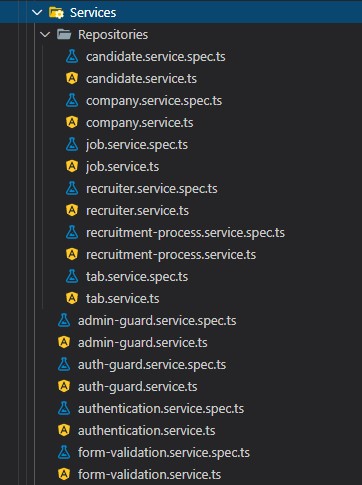 Services
Repositories
candidate.service.spec.ts
candidate.service.ts
company.service.spec.ts
company.service.ts
job.service.spec.ts
job.service.ts
recruiter.service.spec.ts
recruiter.service.ts
recruitment-process.service.spec.ts
recruitment-process.service.ts
tab.service.spec.ts
tab.service.ts
admin-guard.service.spec.ts
admin-guard.service.ts
auth-guard.service.spec.ts
auth-guard.service.ts
authentication.service.spec.ts
authentication.service.ts
form-validation.service.spec.ts
form-validation.service.ts